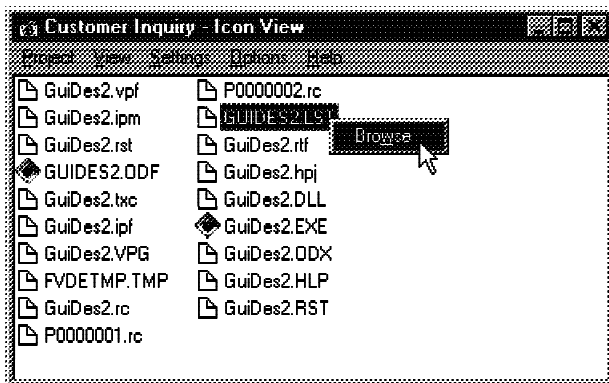 Customer Inquiry - Icon View
Project View Settings Options Help
GuiDes2.vpf
GuiDes2.ipm
GuiDes2.rst
GUIDES2.ODF
GuiDes2.txc
GuiDes2.ipf
GuiDes2.VPG
FVDETMP.TMP
GuiDes2.rc
P0000001.rc
P0000002.rc
GUIDES2.LST
GuiDes2.rtf
GuiDes2.hpj
GuiDes2.DLL
GuiDes2.EXE
GuiDes2.ODX
GuiDes2.HLP
GuiDes2.RST
Browse